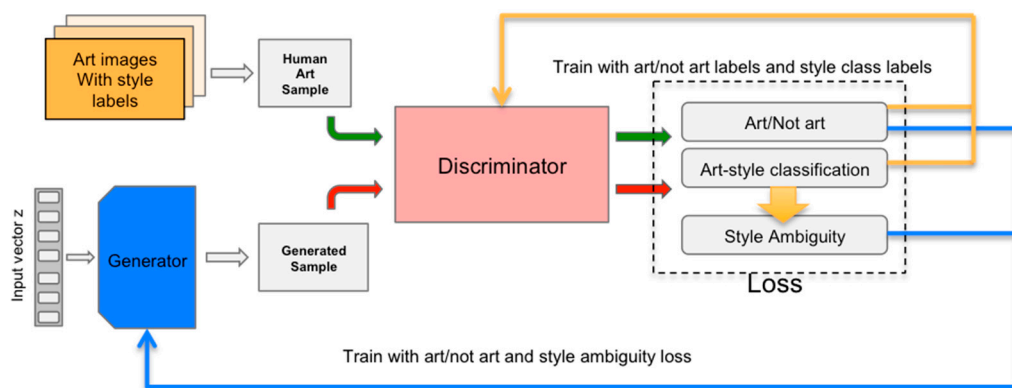 Art images
With style
labels
Human
Art
Sample
Train with art/not art labels and style class labels
Discriminator
Art/Not art
Art-style classification
Style Ambiguity
Loss
Input vector z
Generator
Generated
Sample
Train with art/not art and style ambiguity loss